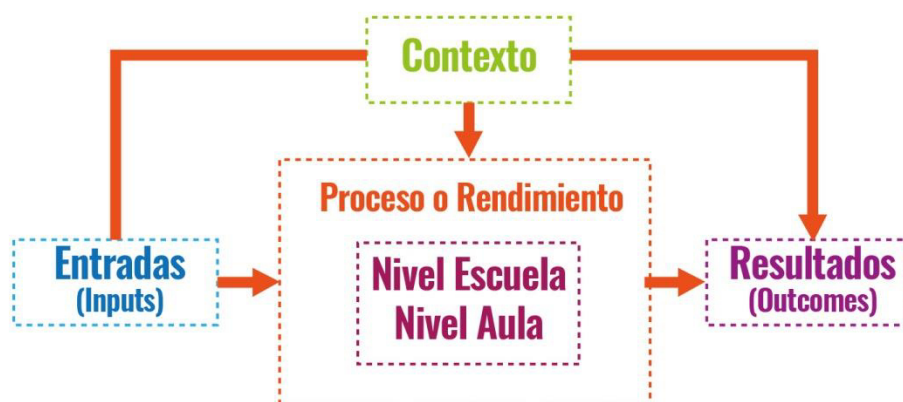 Contexto
Proceso o Rendimiento
Entradas
(Inputs)
Nivel Escuela
Nivel Aula
Resultados
(Outcomes)